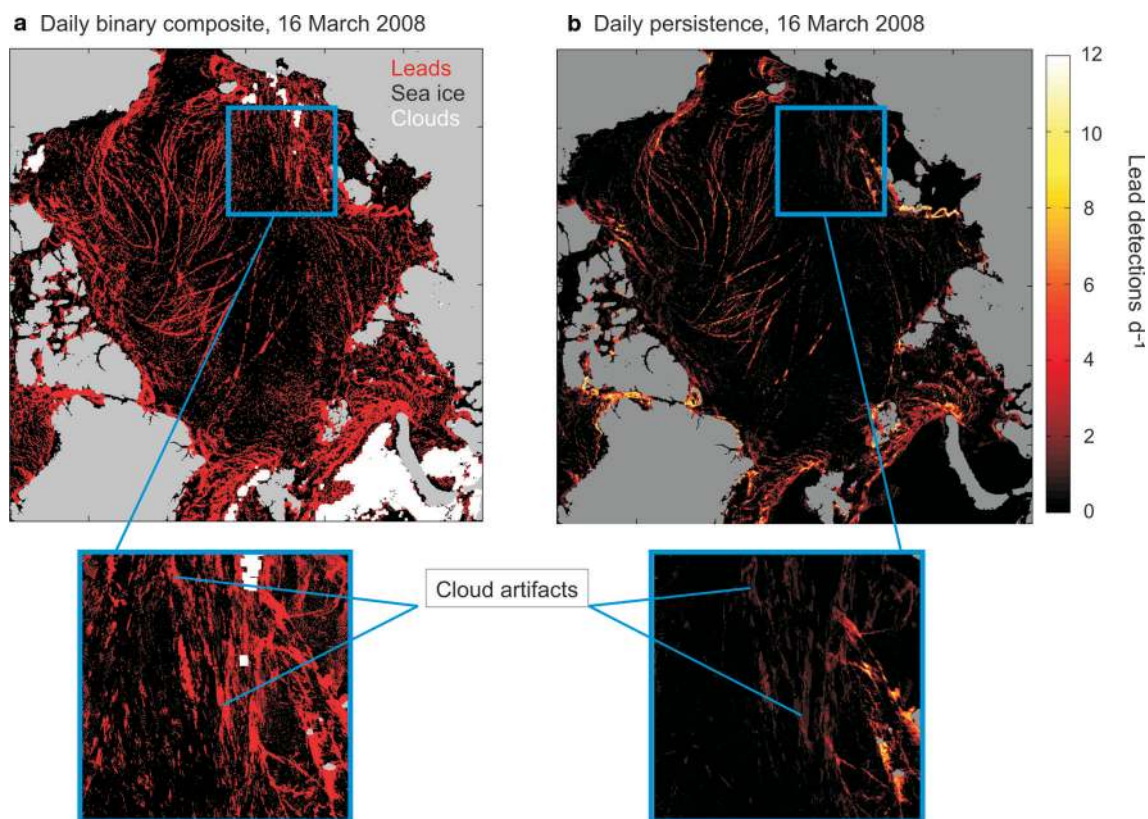 a Daily binary composite, 16 March 2008
b Daily persistence, 16 March 2008
Leads
Sea ice
Clouds
12
10
8
6
4
2
0
Lead detections d⁻¹
Cloud artifacts